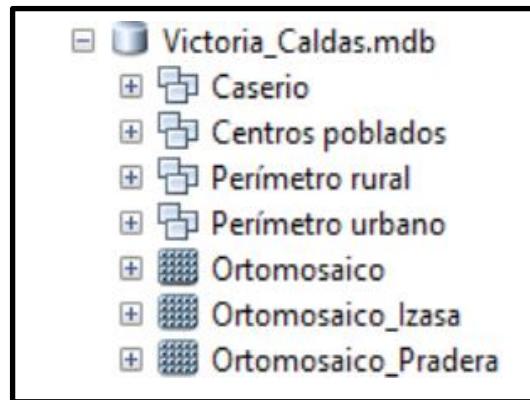 Victoria_Caldas.mdb
Caserio
Centros poblados
Perímetro rural
Perímetro urbano
Ortomosaico
Ortomosaico_Izasa
Ortomosaico_Pradera